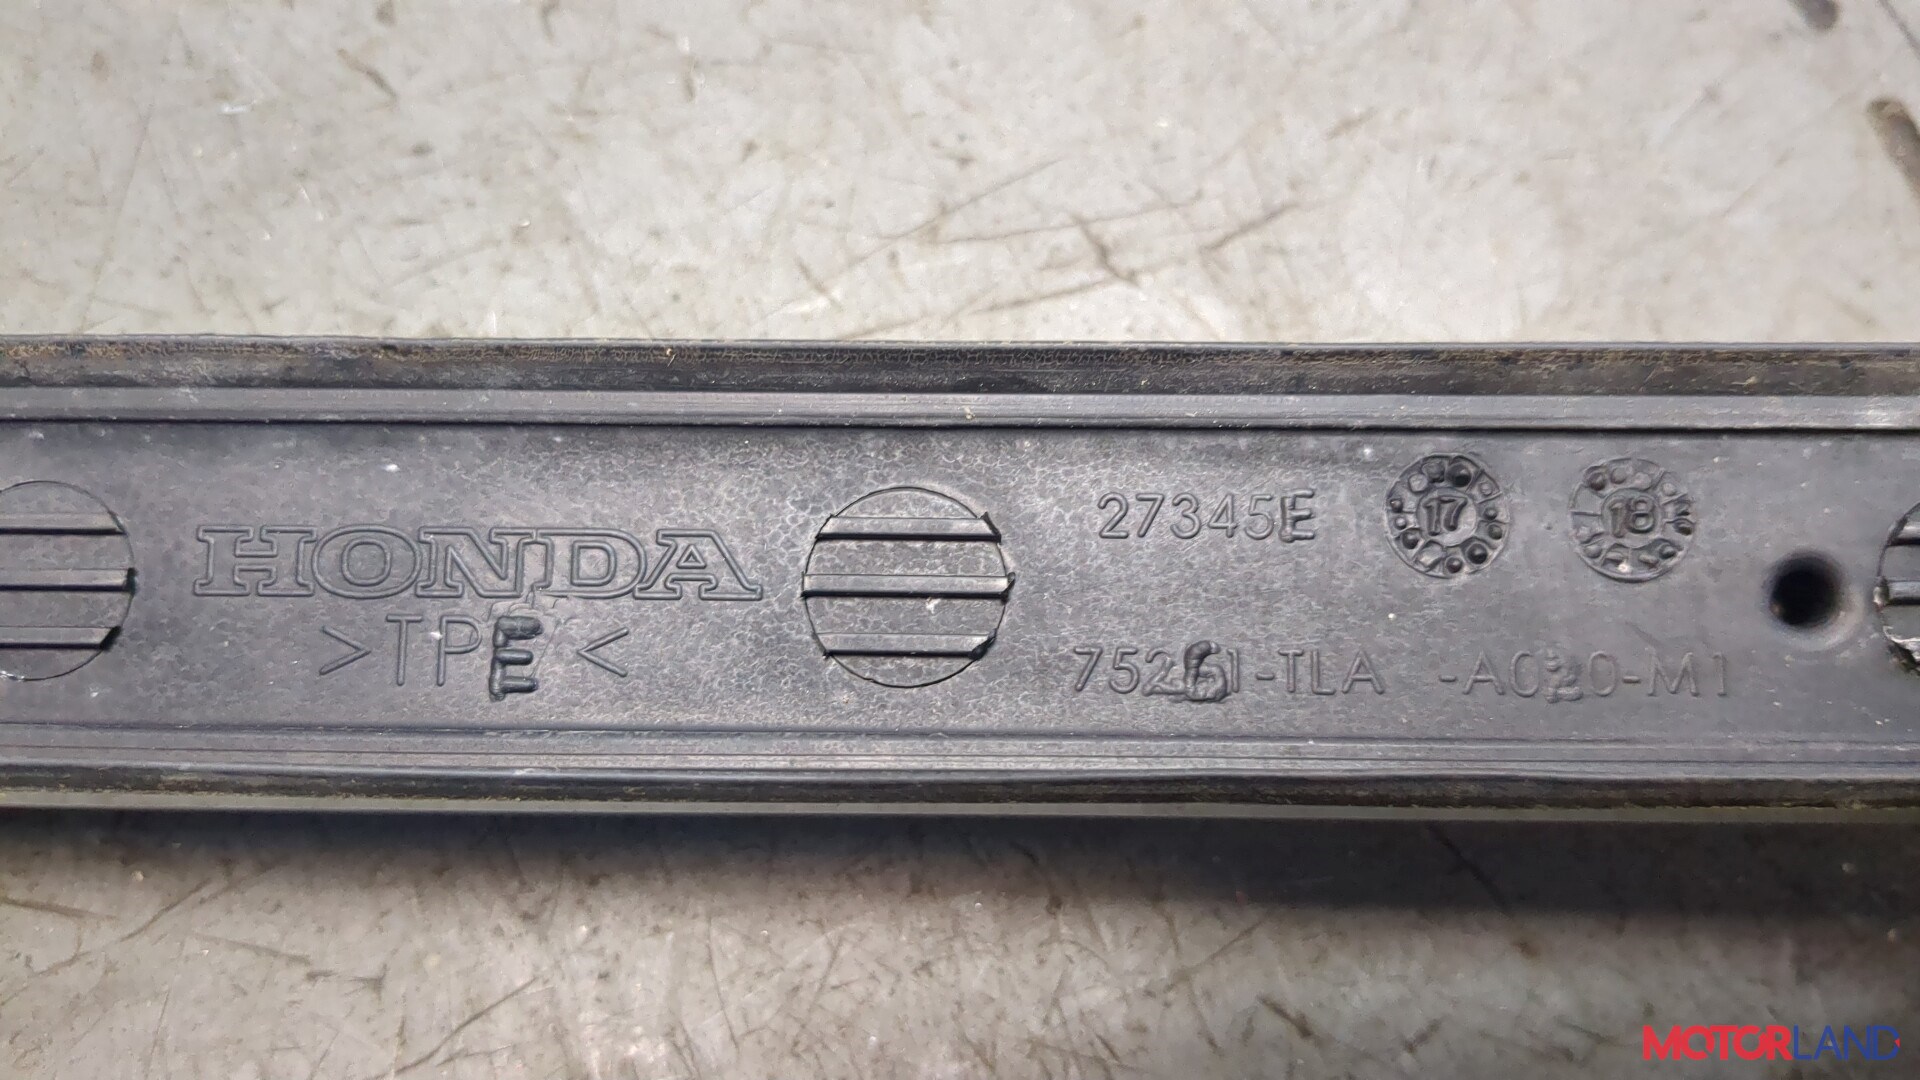 HONDA
>TPE<
27345E
17
18
75261-TLA -A020-M1
MOTORLAND